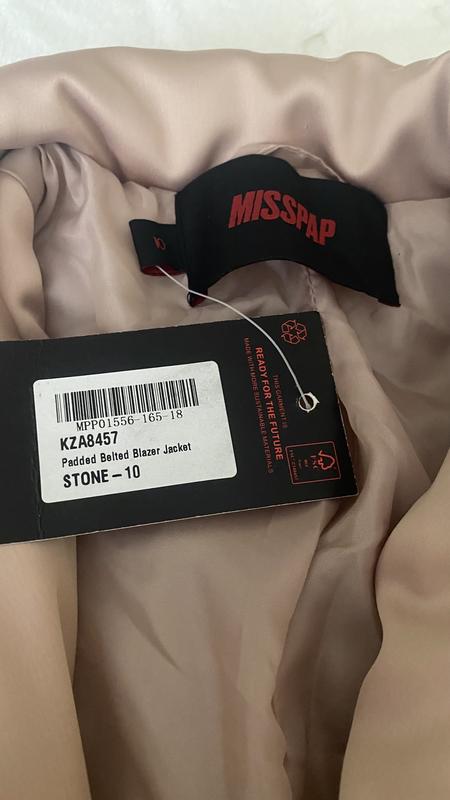 MISSPAP
MPP01556-165-18
KZA8457
Padded Belted Blazer Jacket
STONE-10
THIS GARMENT IS
READY FOR THE FUTURE
MADE WITH MORE SUSTAINABLE MATERIALS